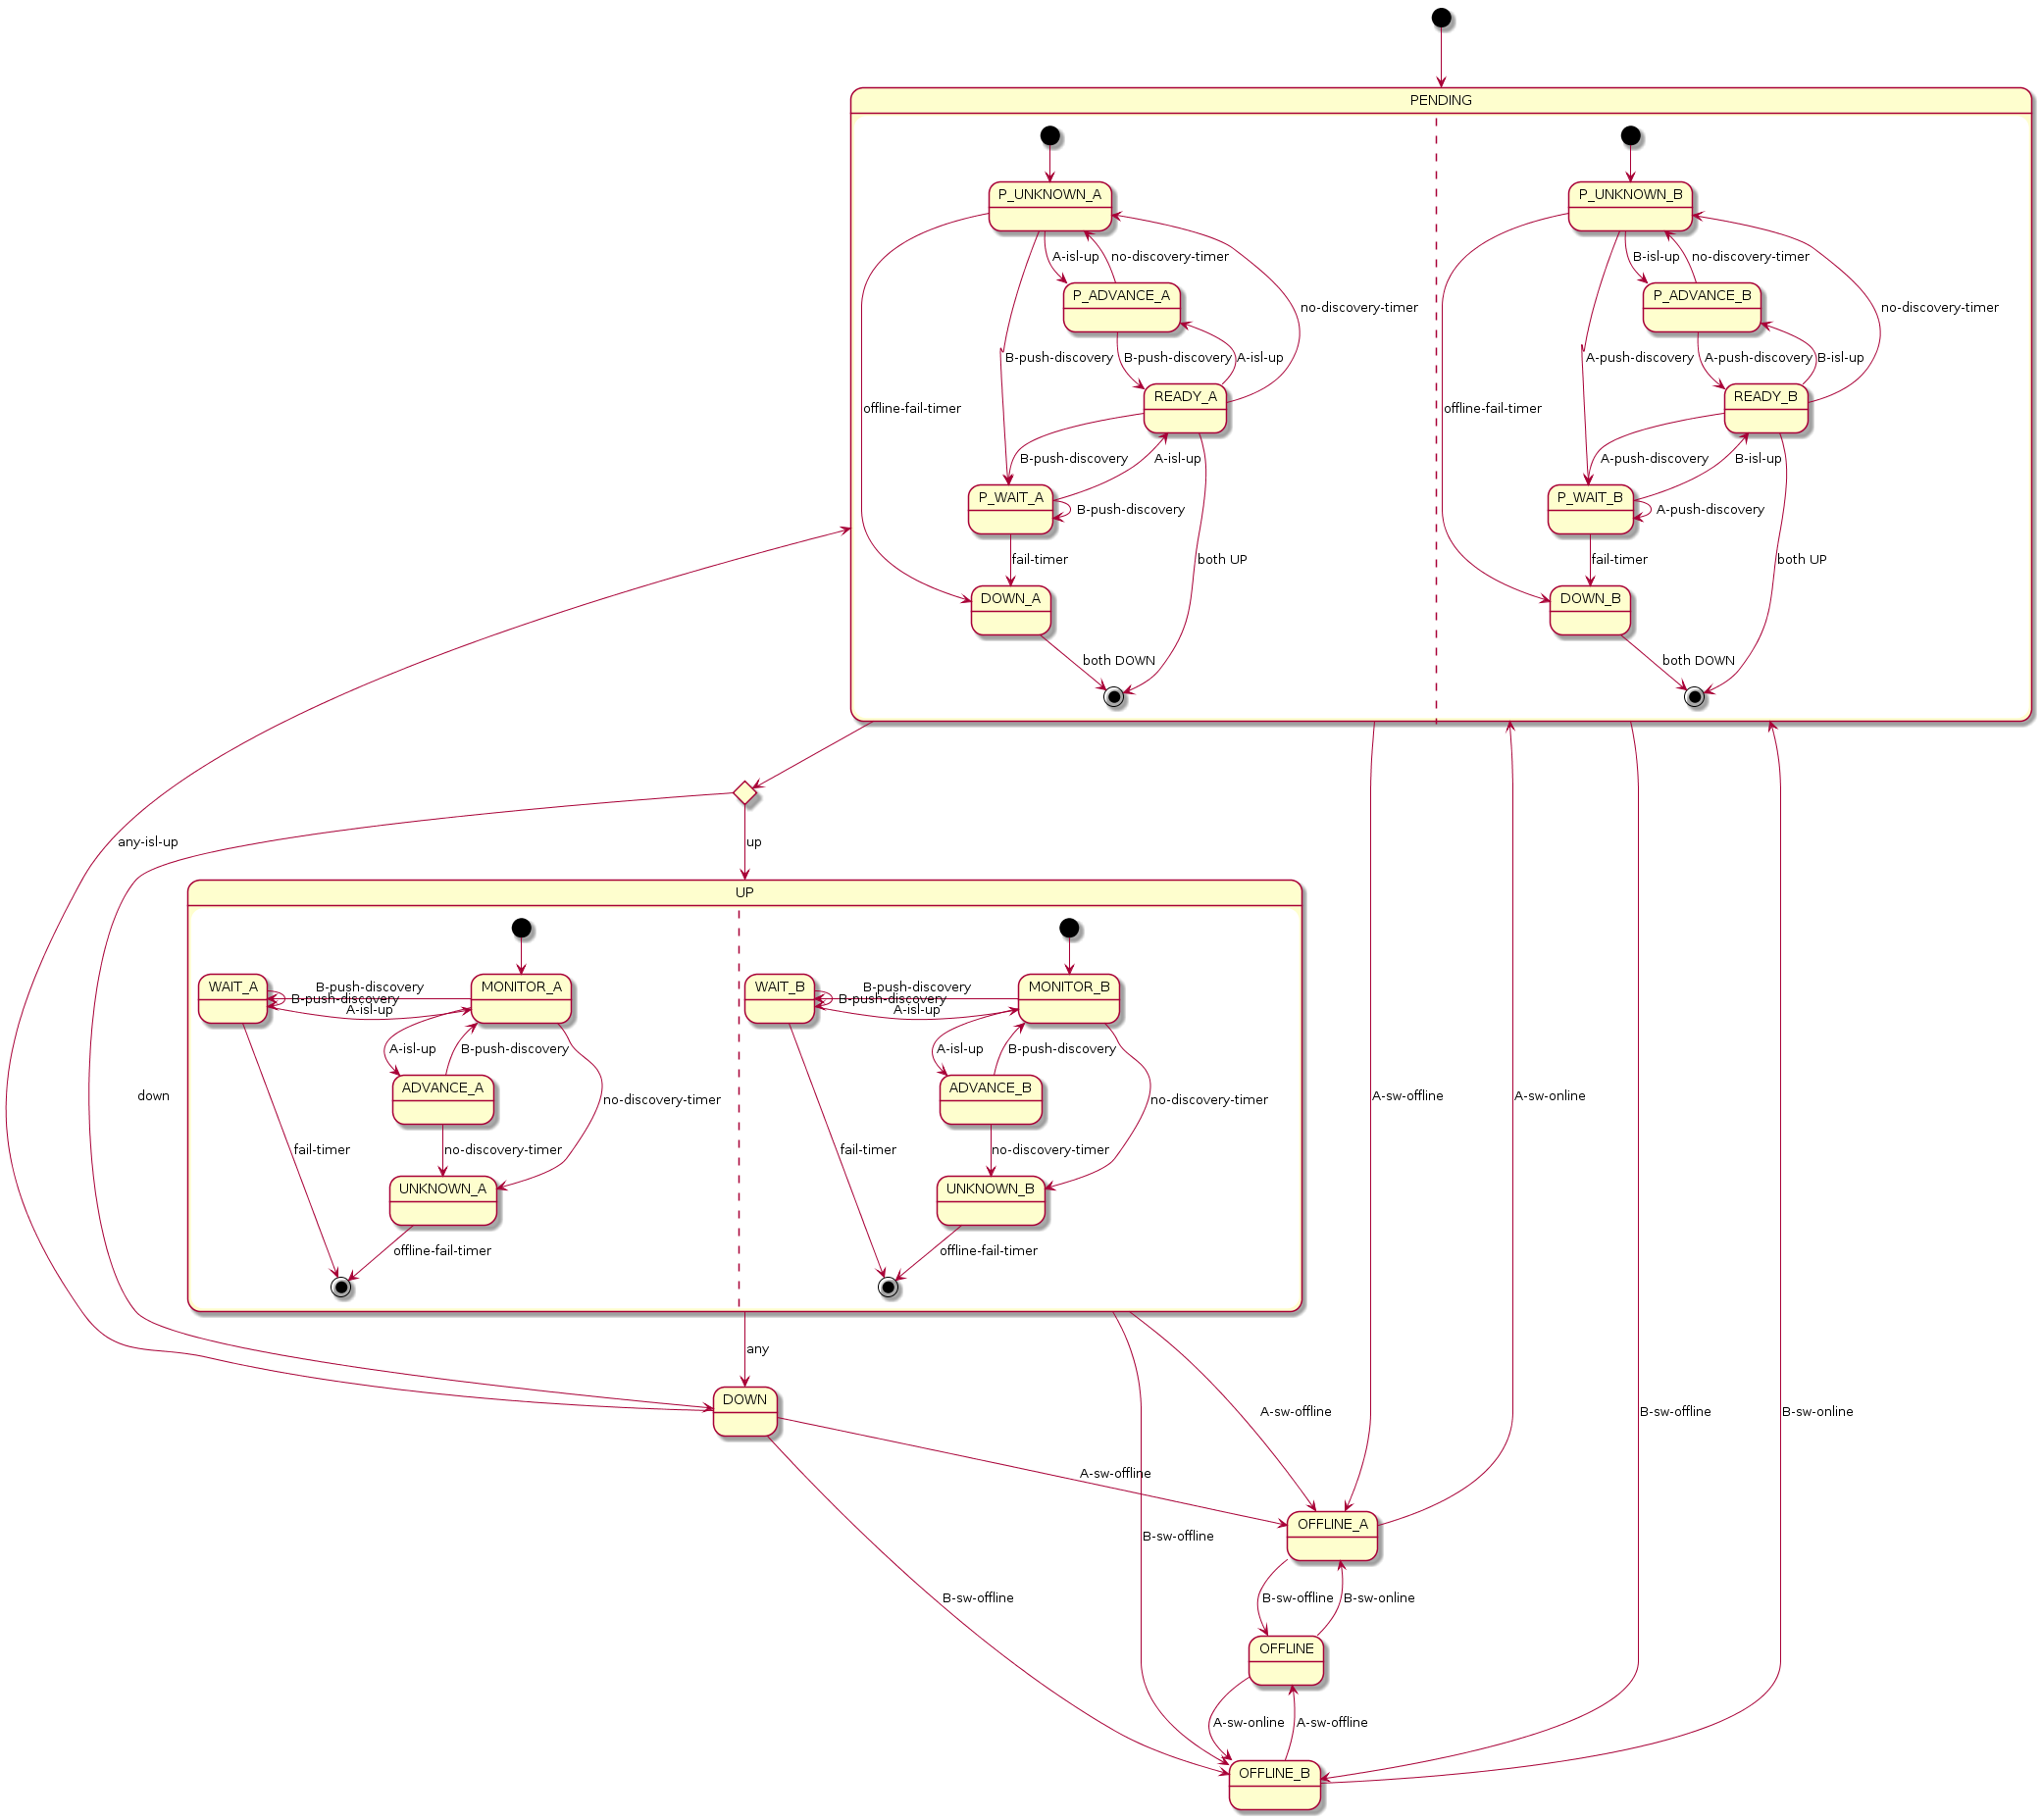 PENDING
P_UNKNOWN_A
P_UNKNOWN_B
A-isl-up
no-discovery-timer
B-isl-up
no-discovery-timer
P_ADVANCE_A
P_ADVANCE_B
no-discovery-timer
no-discovery-timer
B-push-discovery
B-push-discovery
A-isl-up
A-push-discovery
A-push-discovery
B-isl-up
READY_A
READY_B
offline-fail-timer
offline-fail-timer
B-push-discovery
A-isl-up
A-push-discovery
B-isl-up
P_WAIT_A
P_WAIT_B
B-push-discovery
A-push-discovery
fail-timer
both UP
fail-timer
both UP
DOWN_A
DOWN_B
both DOWN
both DOWN
any-isl-up
up
UP
WAIT_A
B-push-discovery
MONITOR_A
WAIT_B
B-push-discovery
MONITOR_B
B-push-discovery
B-push-discovery
A-isl-up
A-isl-up
A-isl-up
B-push-discovery
A-isl-up
B-push-discovery
ADVANCE_A
ADVANCE_B
down
no-discovery-timer
no-discovery-timer
A-sw-offline
A-sw-online
fail-timer
no-discovery-timer
fail-timer
no-discovery-timer
UNKNOWN_A
UNKNOWN_B
offline-fail-timer
offline-fail-timer
any
DOWN
A-sw-offline
B-sw-offline
B-sw-online
A-sw-offline
OFFLINE_A
B-sw-offline
B-sw-offline
B-sw-offline
B-sw-online
OFFLINE
A-sw-online
A-sw-offline
OFFLINE_B